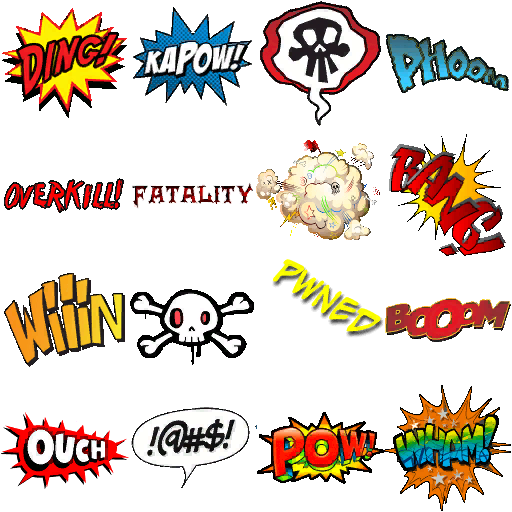 DING!
KAPOW!
PHOOM
OVERKILL!
FATALITY
BANG!
WiiiN
PWNED
BOOOM
OUCH
!@#$!
POW!
WHAM!